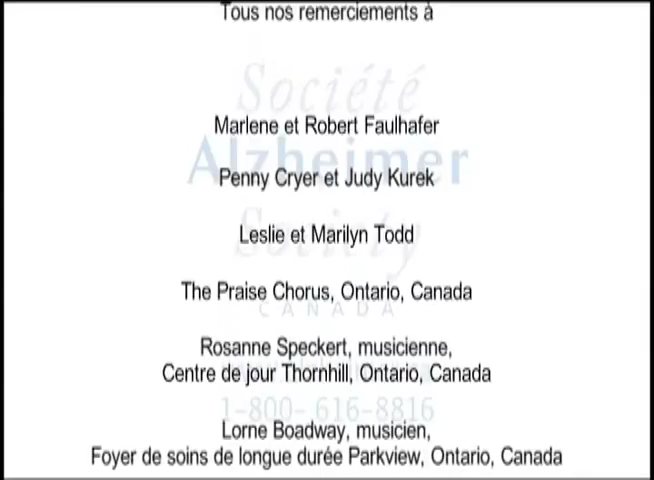 Tous nos remerciements à
Société
Marlene et Robert Faulhafer
Alzheimer
Penny Cryer et Judy Kurek
Leslie et Marilyn Todd
Society
The Praise Chorus, Ontario, Canada
CANADA
Rosanne Speckert, musicienne,
Centre de jour Thornhill, Ontario, Canada
1-800- 616-8816
Lorne Boadway, musicien,
Foyer de soins de longue durée Parkview, Ontario, Canada